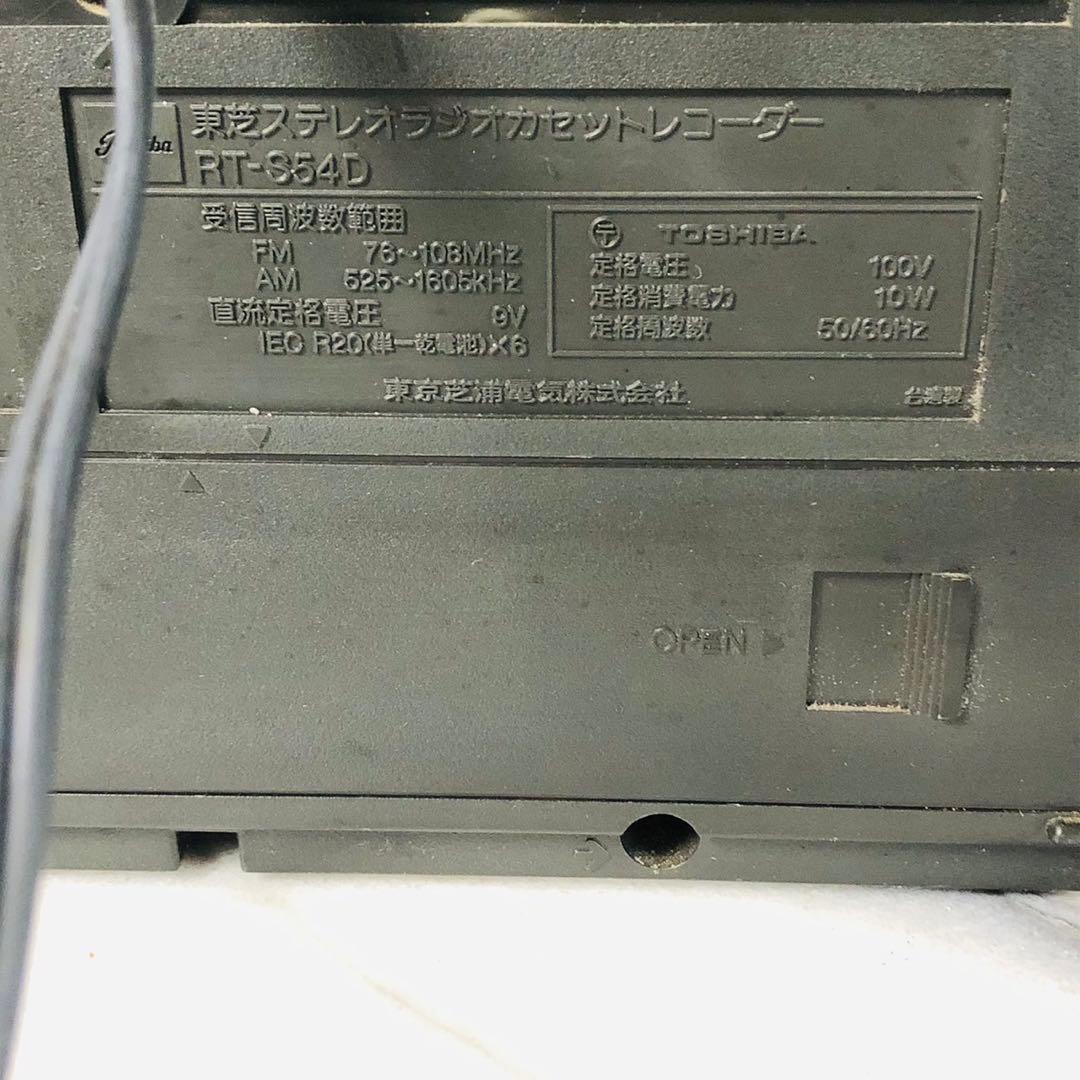 東芝ステレオラジオカセットレコーダー
RT-S54D
受信周波数範囲
FM 76~108MHz
AM 525~1605kHz
直流定格電圧 9V
IEC R20(単一乾電池)×6
〒 TOSHIBA
定格電圧 100V
定格消費電力 10W
定格周波数 50/60Hz
東京芝浦電気株式会社
台湾製
OPEN